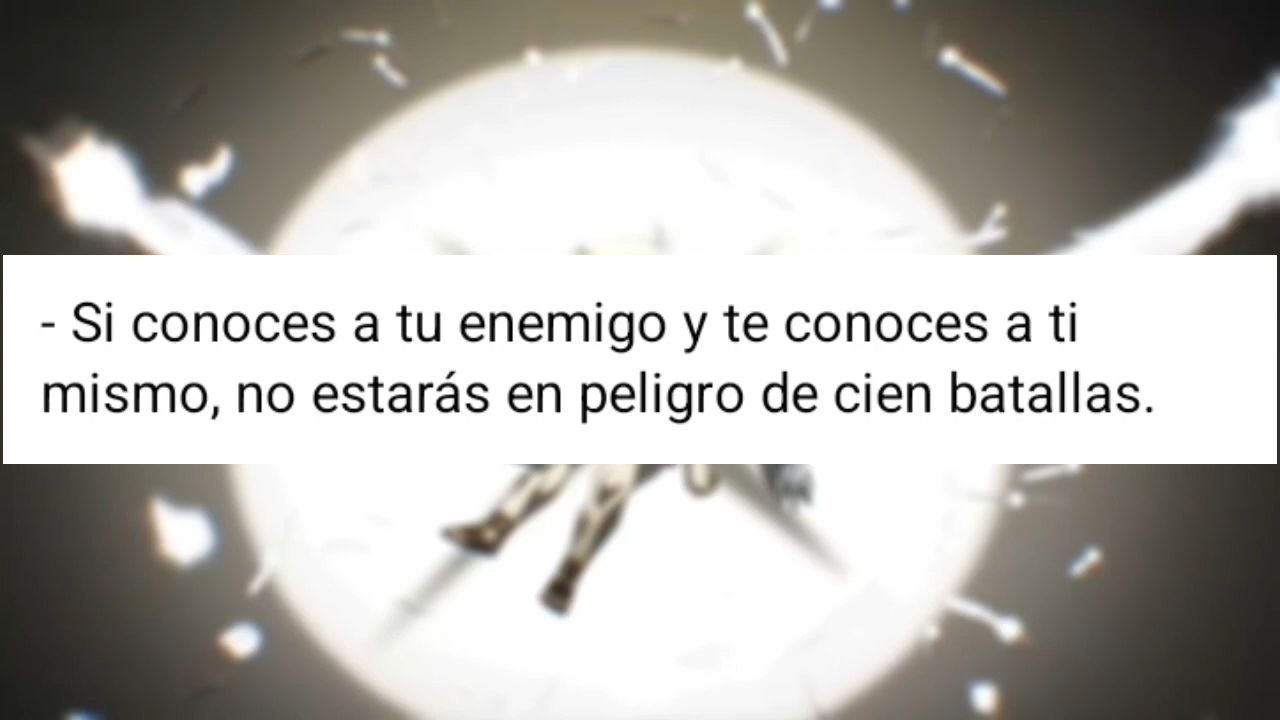 - Si conoces a tu enemigo y te conoces a ti
mismo, no estarás en peligro de cien batallas.